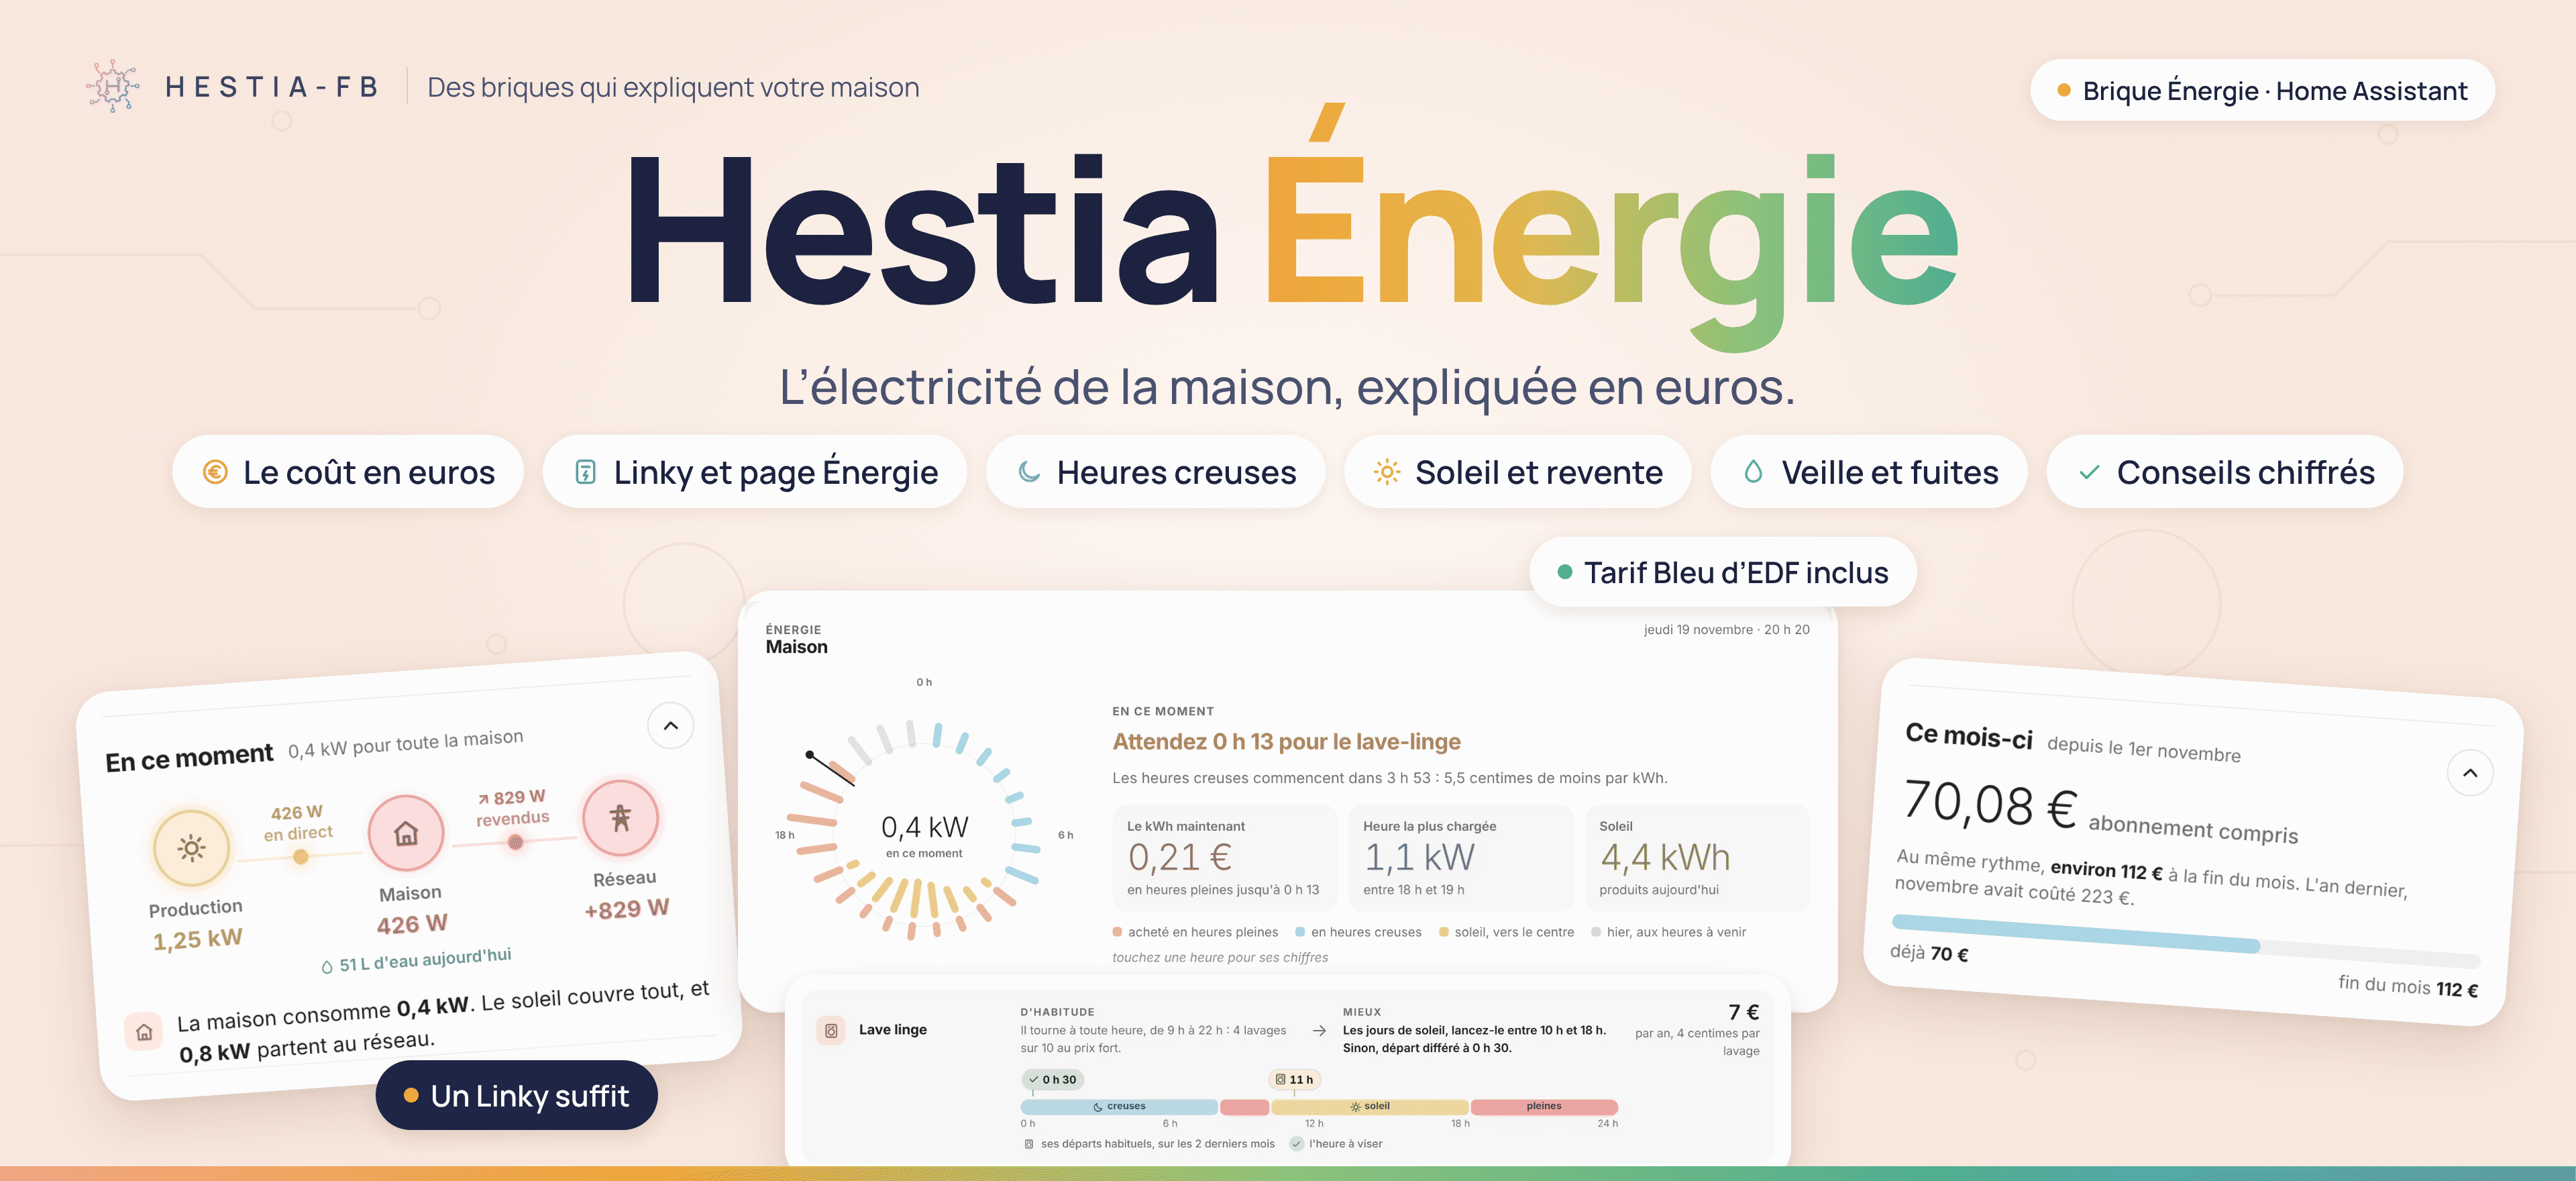 HESTIA-FB
Des briques qui expliquent votre maison
Brique Énergie · Home Assistant
Hestia Énergie
L’électricité de la maison, expliquée en euros.
Le coût en euros
Linky et page Énergie
Heures creuses
Soleil et revente
Veille et fuites
Conseils chiffrés
Tarif Bleu d’EDF inclus
En ce moment 0,4 kW pour toute la maison
426 W
en direct
↗ 829 W
revendus
Production
1,25 kW
Maison
426 W
Réseau
+829 W
51 L d'eau aujourd'hui
La maison consomme 0,4 kW. Le soleil couvre tout, et
0,8 kW partent au réseau.
Un Linky suffit
ÉNERGIE
Maison
jeudi 19 novembre · 20 h 20
0 h
18 h
6 h
0,4 kW
en ce moment
EN CE MOMENT
Attendez 0 h 13 pour le lave-linge
Les heures creuses commencent dans 3 h 53 : 5,5 centimes de moins par kWh.
Le kWh maintenant
0,21 €
en heures pleines jusqu'à 0 h 13
Heure la plus chargée
1,1 kW
entre 18 h et 19 h
Soleil
4,4 kWh
produits aujourd'hui
acheté en heures pleines
en heures creuses
soleil, vers le centre
hier, aux heures à venir
touchez une heure pour ses chiffres
Lave linge
D'HABITUDE
Il tourne à toute heure, de 9 h à 22 h : 4 lavages
sur 10 au prix fort.
→
MIEUX
Les jours de soleil, lancez-le entre 10 h et 18 h.
Sinon, départ différé à 0 h 30.
7 €
par an, 4 centimes par
lavage
0 h 30
11 h
creuses
soleil
pleines
0 h
6 h
12 h
18 h
24 h
ses départs habituels, sur les 2 derniers mois
l'heure à viser
Ce mois-ci depuis le 1er novembre
70,08 € abonnement compris
Au même rythme, environ 112 € à la fin du mois. L'an dernier,
novembre avait coûté 223 €.
déjà 70 €
fin du mois 112 €